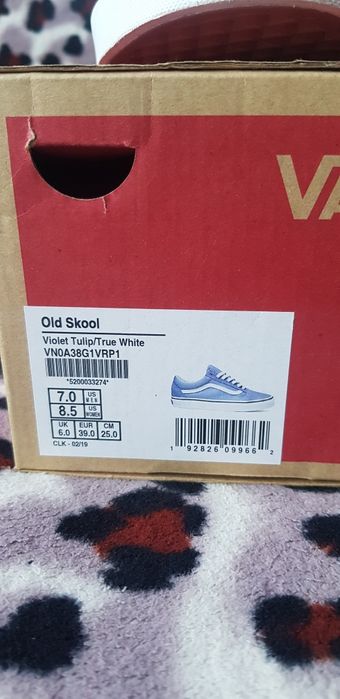 VA
Old Skool
Violet Tulip/True White
VN0A38G1VRP1
*5200033274*
7.0 US MEN
8.5 US WOMEN
UK EUR CM
6.0 39.0 25.0
CLK - 02/19
1 92826 09966 2